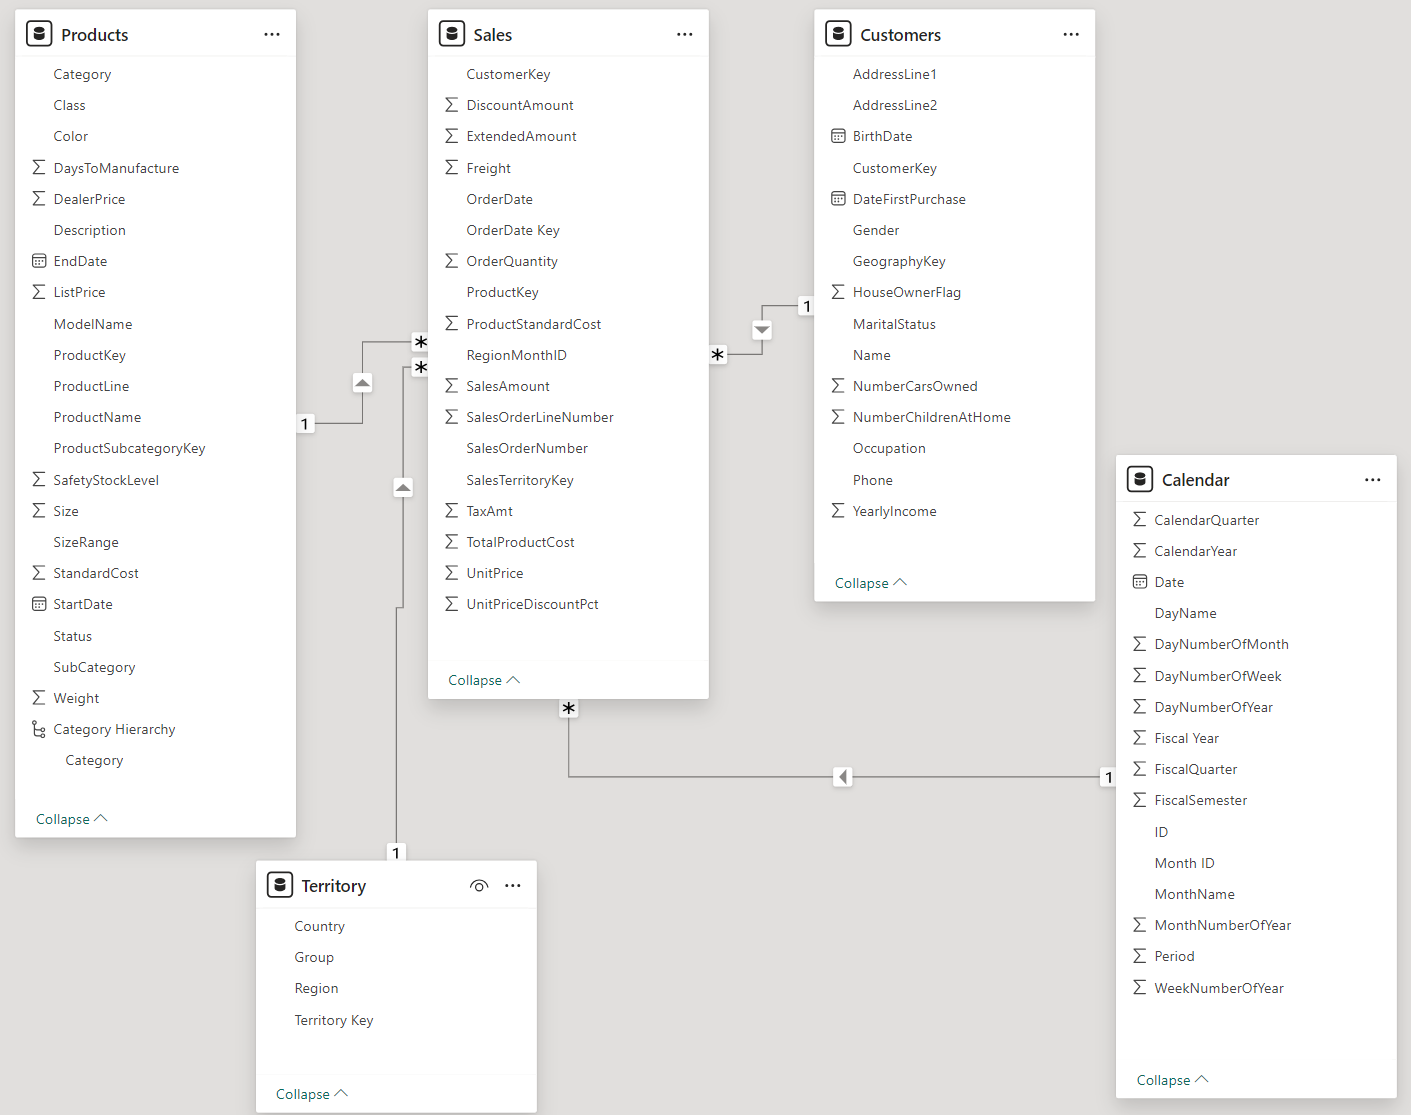 Products
Category
Class
Color
DaysToManufacture
DealerPrice
Description
EndDate
ListPrice
ModelName
ProductKey
ProductLine
ProductName
ProductSubcategoryKey
SafetyStockLevel
Size
SizeRange
StandardCost
StartDate
Status
SubCategory
Weight
Category Hierarchy
Category
Collapse
1
*
Sales
CustomerKey
DiscountAmount
ExtendedAmount
Freight
OrderDate
OrderDate Key
OrderQuantity
ProductKey
ProductStandardCost
RegionMonthID
SalesAmount
SalesOrderLineNumber
SalesOrderNumber
SalesTerritoryKey
TaxAmt
TotalProductCost
UnitPrice
UnitPriceDiscountPct
Collapse
*
*
*
1
Customers
AddressLine1
AddressLine2
BirthDate
CustomerKey
DateFirstPurchase
Gender
GeographyKey
HouseOwnerFlag
MaritalStatus
Name
NumberCarsOwned
NumberChildrenAtHome
Occupation
Phone
YearlyIncome
Collapse
1
Calendar
CalendarQuarter
CalendarYear
Date
DayName
DayNumberOfMonth
DayNumberOfWeek
DayNumberOfYear
Fiscal Year
FiscalQuarter
FiscalSemester
ID
Month ID
MonthName
MonthNumberOfYear
Period
WeekNumberOfYear
Collapse
1
Territory
Country
Group
Region
Territory Key
Collapse